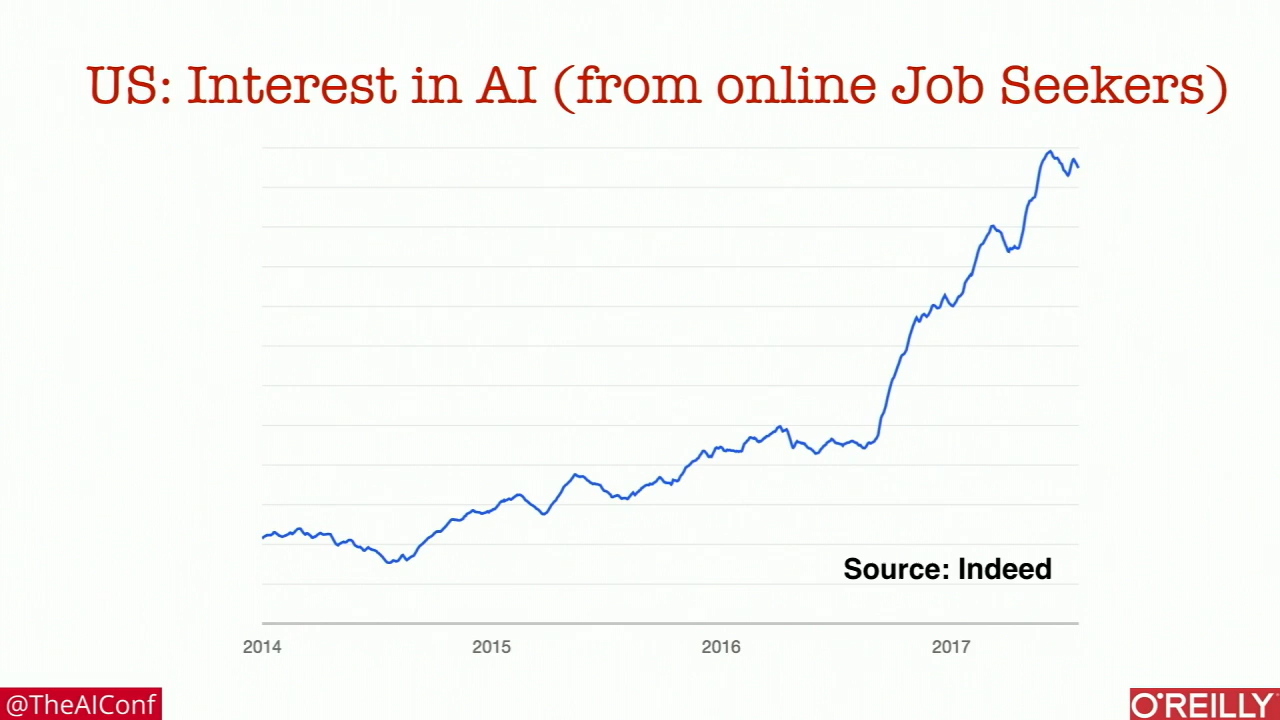 US: Interest in AI (from online Job Seekers)
Source: Indeed
2014 2015 2016 2017
@TheAIConf
O'REILLY